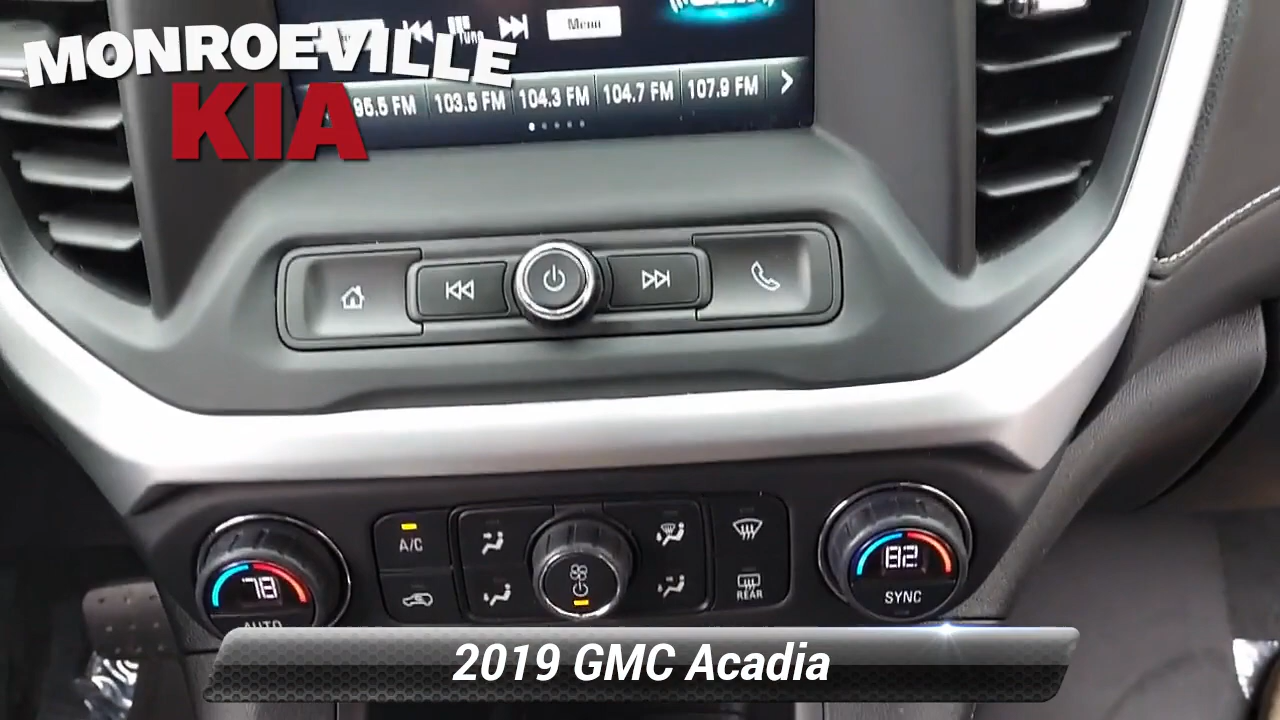 MONROEVILLE
KIA
Tune
Menu
95.5 FM 103.5 FM 104.3 FM 104.7 FM 107.9 FM
A/C
REAR
78
AUTO
82
SYNC
2019 GMC Acadia